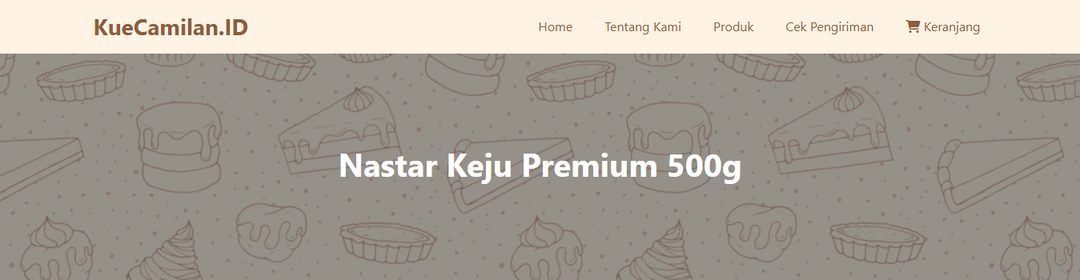 KueCamilan.ID
Home Tentang Kami Produk Cek Pengiriman Keranjang
Nastar Keju Premium 500g